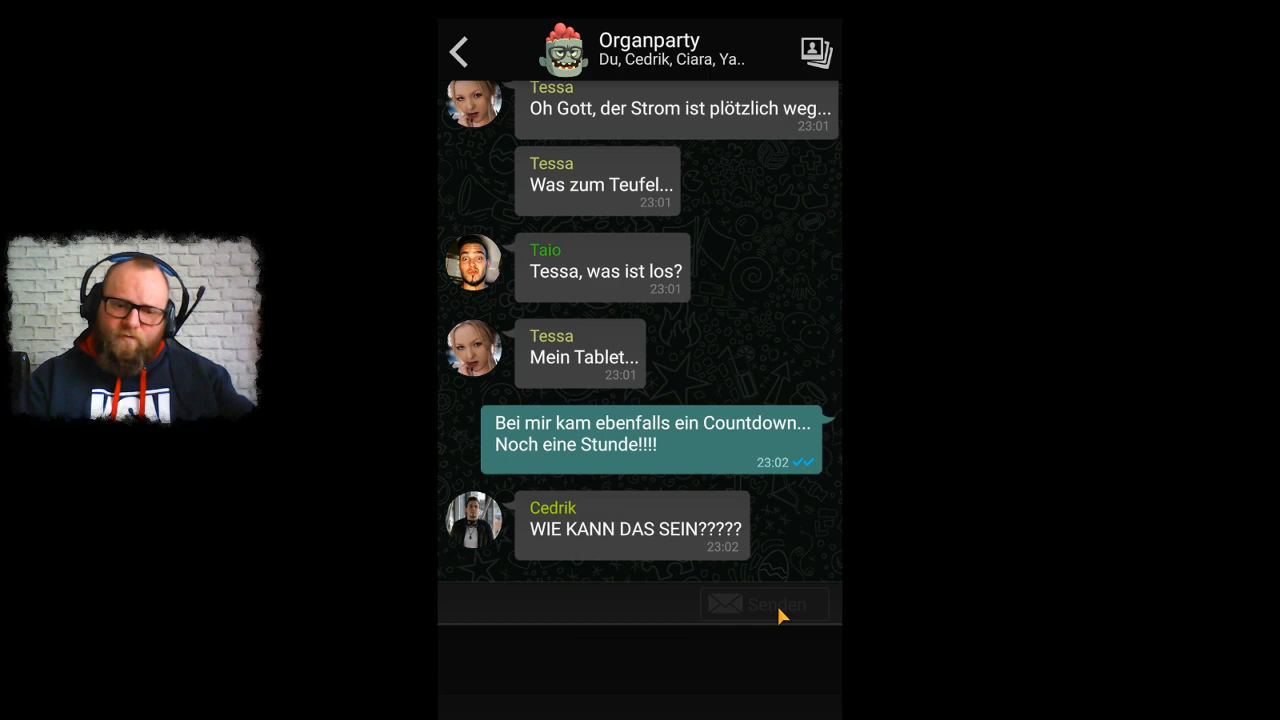 Organparty
Du, Cedrik, Ciara, Ya..
Tessa
Oh Gott, der Strom ist plötzlich weg...
23:01
Tessa
Was zum Teufel...
23:01
Taio
Tessa, was ist los?
23:01
Tessa
Mein Tablet...
23:01
Bei mir kam ebenfalls ein Countdown...
Noch eine Stunde!!!!
23:02
Cedrik
WIE KANN DAS SEIN?????
23:02
Senden